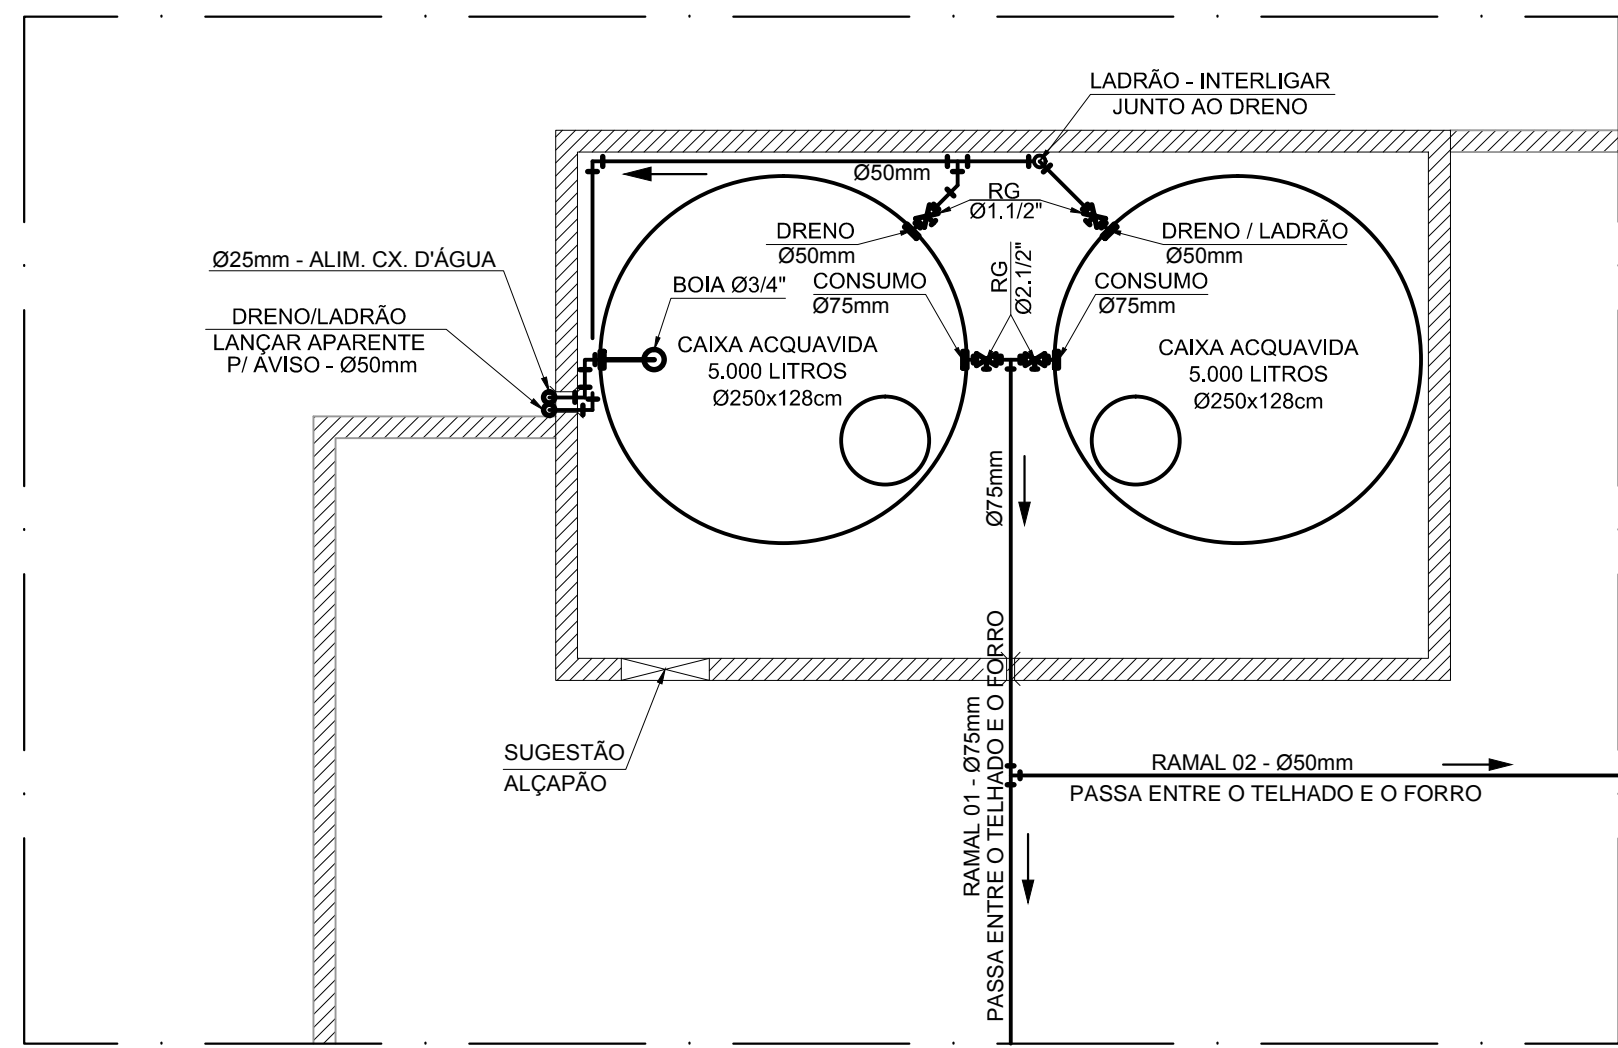 LADRÃO - INTERLIGAR
JUNTO AO DRENO
Ø50mm
RG
Ø1.1/2"
DRENO
Ø50mm
DRENO / LADRÃO
Ø50mm
Ø25mm - ALIM. CX. D'ÁGUA
BOIA Ø3/4"
CONSUMO
Ø75mm
RG
Ø2.1/2"
CONSUMO
Ø75mm
DRENO/LADRÃO
LANÇAR APARENTE
P/ AVISO - Ø50mm
CAIXA ACQUAVIDA
5.000 LITROS
Ø250x128cm
CAIXA ACQUAVIDA
5.000 LITROS
Ø250x128cm
Ø75mm
SUGESTÃO
ALÇAPÃO
RAMAL 01 - Ø75mm
PASSA ENTRE O TELHADO E O FORRO
RAMAL 02 - Ø50mm
PASSA ENTRE O TELHADO E O FORRO